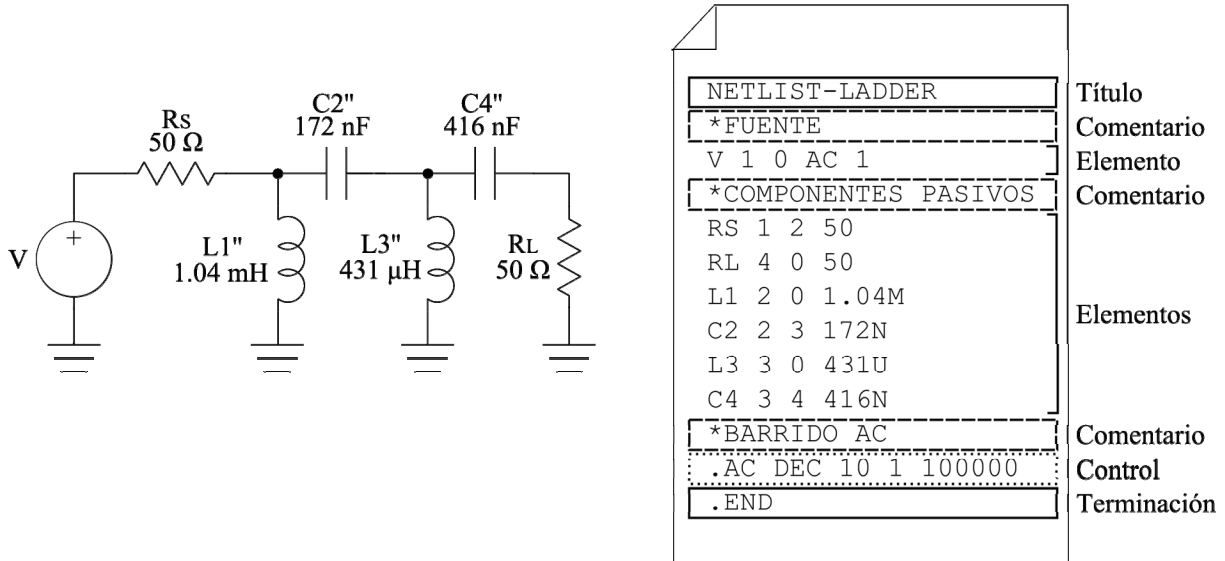 C2"
172 nF
C4"
416 nF
Rs
50 Ω
V
+
L1"
1.04 mH
L3"
431 µH
RL
50 Ω
NETLIST-LADDER
Título
*FUENTE
Comentario
V 1 0 AC 1
Elemento
*COMPONENTES PASIVOS
Comentario
RS 1 2 50
RL 4 0 50
L1 2 0 1.04M
C2 2 3 172N
L3 3 0 431U
C4 3 4 416N
Elementos
*BARRIDO AC
Comentario
.AC DEC 10 1 100000
Control
.END
Terminación